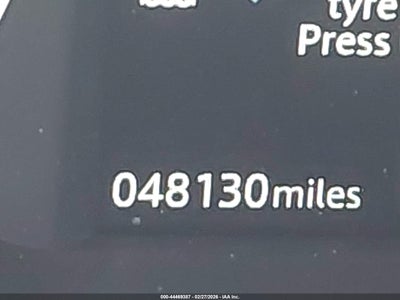 tyre
Press
048130miles
000-44469387 - 02/27/2026 - IAA Inc.